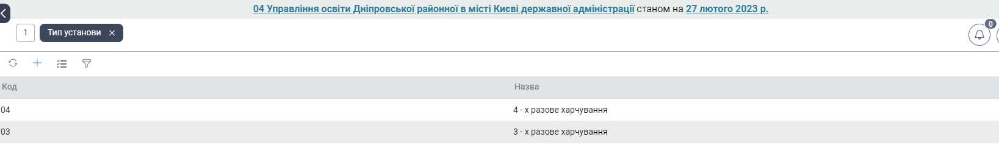 04 Управління освіти Дніпровської районної в місті Києві державної адміністрації станом на 27 лютого 2023 р.
0
1 Тип установи
Код Назва
04 4 - х разове харчування
03 3 - х разове харчування